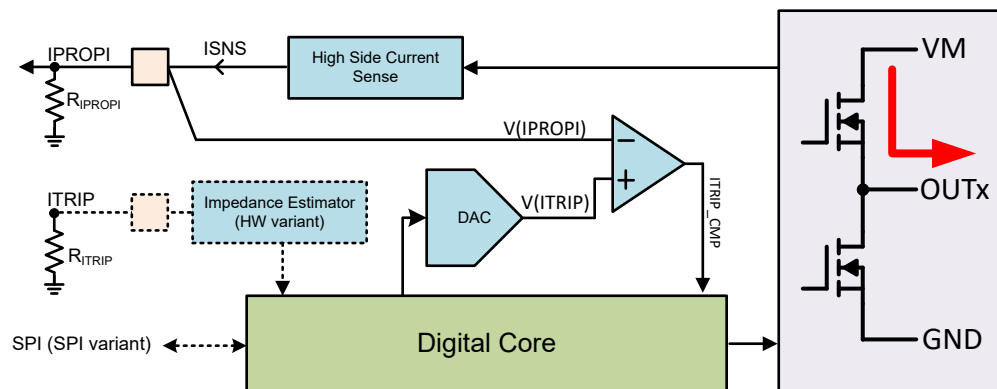 IPROPI
ISNS
High Side Current
Sense
VM
RIPROPI
V(IPROPI)
−
+
ITRIP
Impedance Estimator
(HW variant)
DAC
V(ITRIP)
ITRIP_CMP
OUTx
RITRIP
SPI (SPI variant)
Digital Core
GND